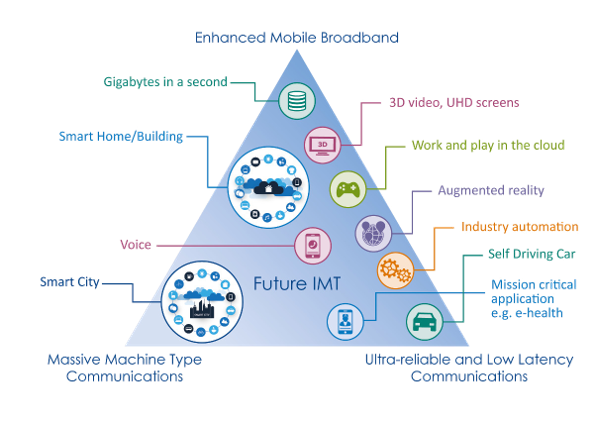 Enhanced Mobile Broadband
Gigabytes in a second
3D video, UHD screens
3D
Smart Home/Building
Work and play in the cloud
Augmented reality
Industry automation
Voice
Self Driving Car
Smart City
Future IMT
Mission critical
application
e.g. e-health
Massive Machine Type
Communications
Ultra-reliable and Low Latency
Communications